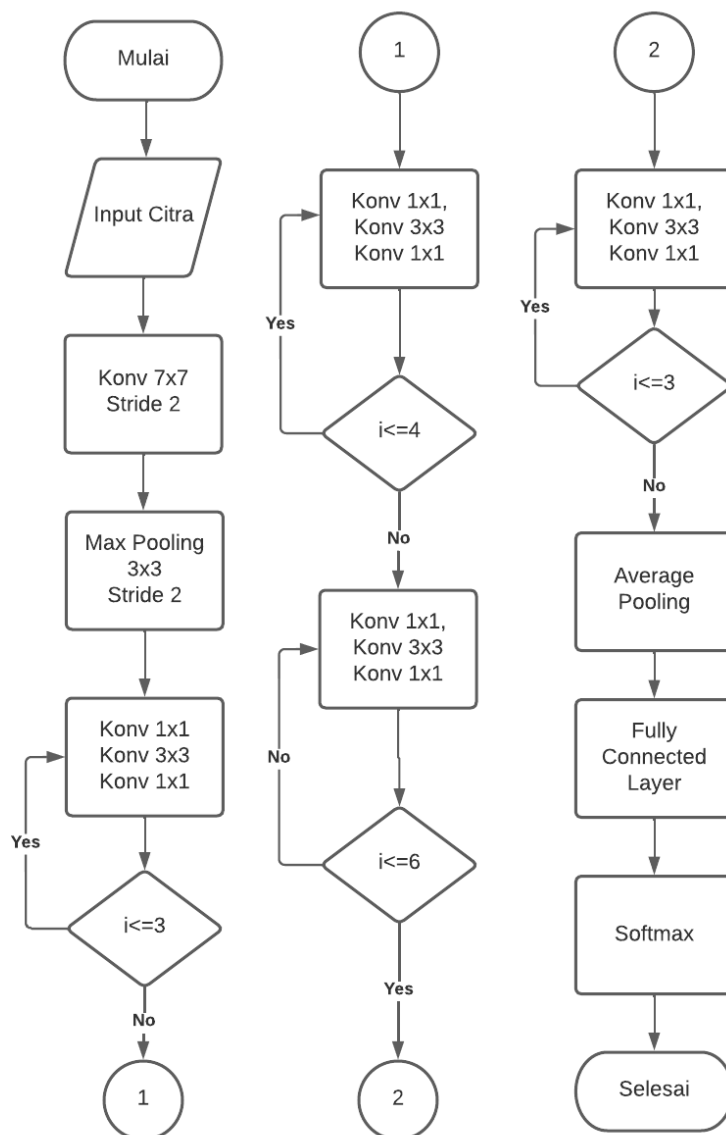 Mulai
Input Citra
Konv 7x7
Stride 2
Max Pooling
3x3
Stride 2
Konv 1x1
Konv 3x3
Konv 1x1
Yes
i<=3
No
1
1
Konv 1x1,
Konv 3x3
Konv 1x1
Yes
i<=4
No
Konv 1x1,
Konv 3x3
Konv 1x1
No
i<=6
Yes
2
2
Konv 1x1,
Konv 3x3
Konv 1x1
Yes
i<=3
No
Average
Pooling
Fully
Connected
Layer
Softmax
Selesai